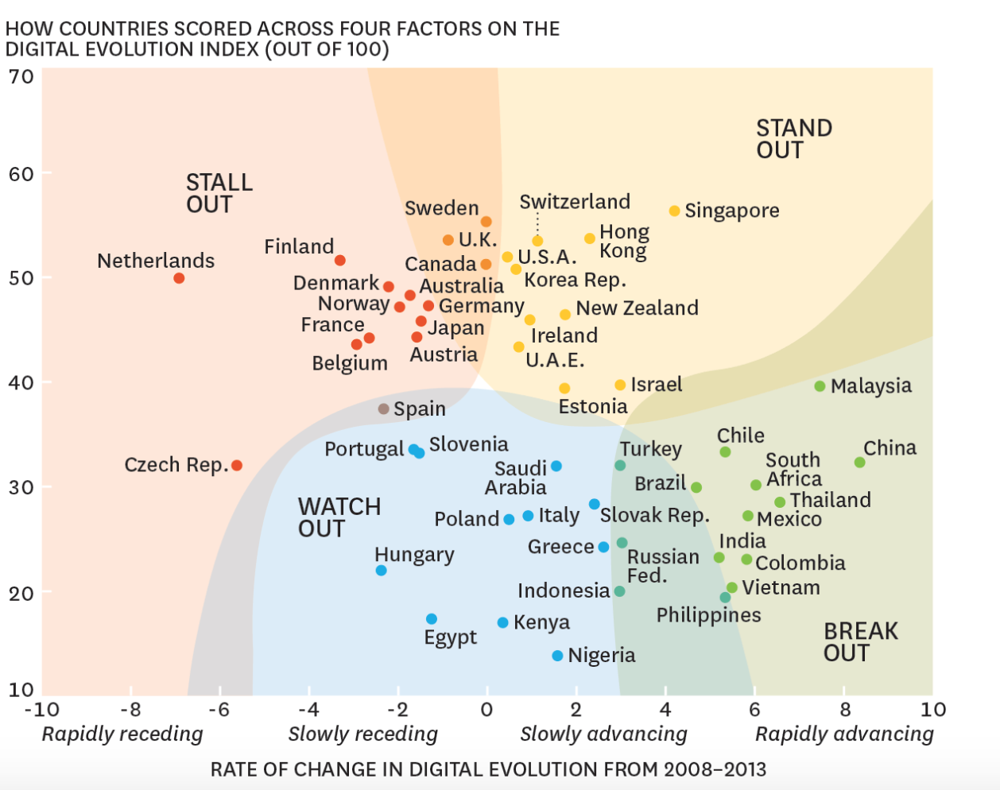 HOW COUNTRIES SCORED ACROSS FOUR FACTORS ON THE
DIGITAL EVOLUTION INDEX (OUT OF 100)
70
60
50
40
30
20
10
STALL
OUT
STAND
OUT
WATCH
OUT
BREAK
OUT
Sweden
Switzerland
Singapore
Hong
Kong
U.K.
Finland
Netherlands
Canada
U.S.A.
Korea Rep.
Denmark
Australia
Norway
Germany
New Zealand
France
Japan
Ireland
Belgium
Austria
U.A.E.
Israel
Malaysia
Estonia
Spain
Portugal
Slovenia
Turkey
Chile
China
Czech Rep.
Saudi
Arabia
Brazil
South
Africa
Thailand
Poland
Italy
Slovak Rep.
Mexico
Greece
India
Hungary
Russian
Fed.
Colombia
Indonesia
Vietnam
Egypt
Kenya
Philippines
Nigeria
-10 -8 -6 -4 -2 0 2 4 6 8 10
Rapidly receding Slowly receding Slowly advancing Rapidly advancing
RATE OF CHANGE IN DIGITAL EVOLUTION FROM 2008–2013